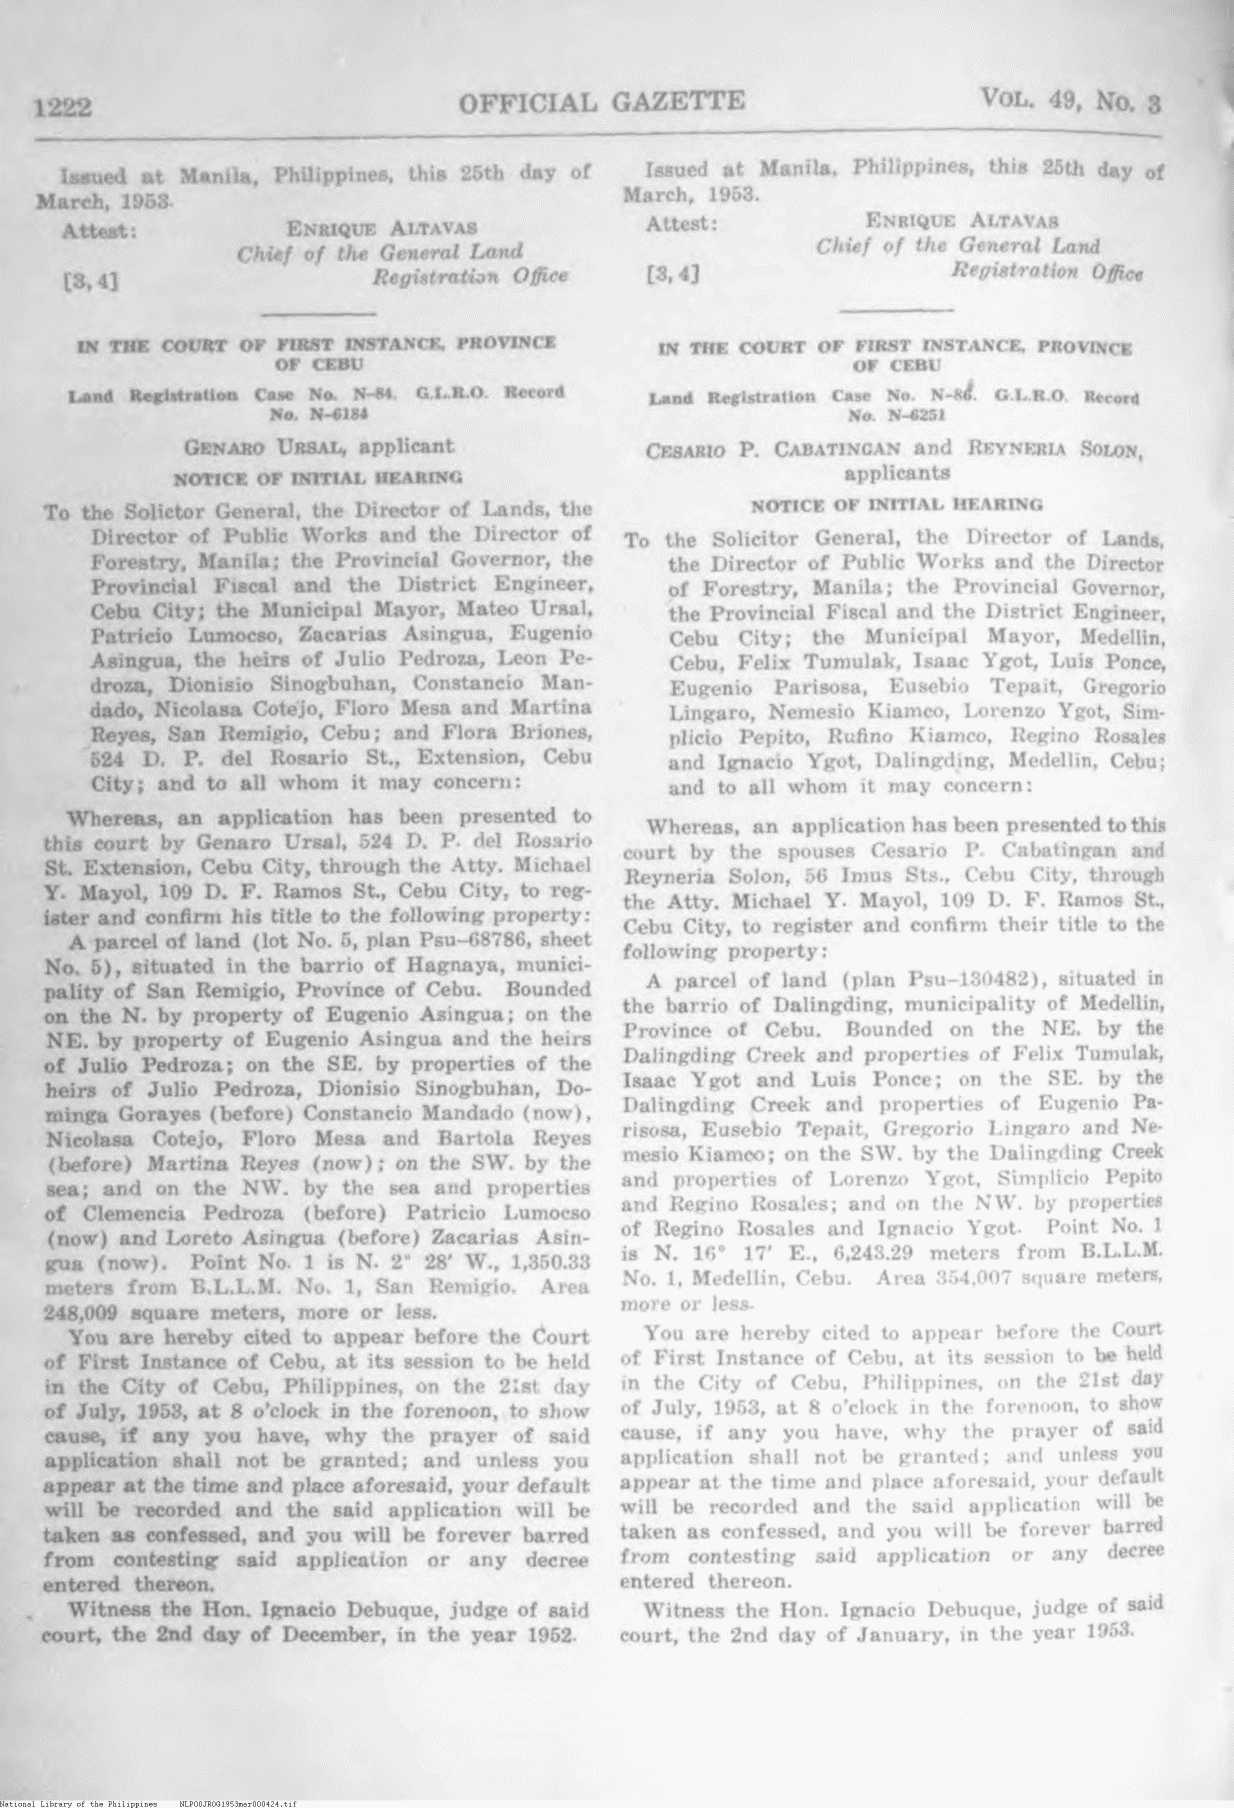 1222
OFFICIAL GAZETTE
VOL. 49, No. 3
Issued at Manila, Philippines, this 25th day of
March, 1953.
Attest:
ENRIQUE ALTAVAS
Chief of the General Land
[3, 4]
Registration Office
IN THE COURT OF FIRST INSTANCE, PROVINCE
OF CEBU
Land Registration Case No. N-84. G.L.R.O. Record
No. N-6184
GENARO URSAL, applicant
NOTICE OF INITIAL HEARING
To the Solictor General, the Director of Lands, the
Director of Public Works and the Director of
Forestry, Manila; the Provincial Governor, the
Provincial Fiscal and the District Engineer,
Cebu City; the Municipal Mayor, Mateo Ursal,
Patricio Lumocso, Zacarias Asingua, Eugenio
Asingua, the heirs of Julio Pedroza, Leon Pe-
droza, Dionisio Sinogbuhan, Constancio Man-
dado, Nicolasa Cotejo, Floro Mesa and Martina
Reyes, San Remigio, Cebu; and Flora Briones,
524 D. P. del Rosario St., Extension, Cebu
City; and to all whom it may concern:
Whereas, an application has been presented to
this court by Genaro Ursal, 524 D. P. del Rosario
St. Extension, Cebu City, through the Atty. Michael
Y. Mayol, 109 D. F. Ramos St., Cebu City, to reg-
ister and confirm his title to the following property:
A parcel of land (lot No. 5, plan Psu-68786, sheet
No. 5), situated in the barrio of Hagnaya, munici-
pality of San Remigio, Province of Cebu. Bounded
on the N. by property of Eugenio Asingua; on the
NE. by property of Eugenio Asingua and the heirs
of Julio Pedroza; on the SE. by properties of the
heirs of Julio Pedroza, Dionisio Sinogbuhan, Do-
minga Gorayes (before) Constancio Mandado (now),
Nicolasa Cotejo, Floro Mesa and Bartola Reyes
(before) Martina Reyes (now); on the SW. by the
sea; and on the NW. by the sea and properties
of Clemencia Pedroza (before) Patricio Lumocso
(now) and Loreto Asingua (before) Zacarias Asin-
gua (now). Point No. 1 is N. 2° 28' W., 1,350.33
meters from B.L.L.M. No. 1, San Remigio. Area
248,009 square meters, more or less.
You are hereby cited to appear before the Court
of First Instance of Cebu, at its session to be held
in the City of Cebu, Philippines, on the 21st day
of July, 1953, at 8 o'clock in the forenoon, to show
cause, if any you have, why the prayer of said
application shall not be granted; and unless you
appear at the time and place aforesaid, your default
will be recorded and the said application will be
taken as confessed, and you will be forever barred
from contesting said application or any decree
entered thereon.
Witness the Hon. Ignacio Debuque, judge of said
court, the 2nd day of December, in the year 1952.
Issued at Manila, Philippines, this 25th day of
March, 1953.
Attest:
ENRIQUE ALTAVAS
Chief of the General Land
[3, 4]
Registration Office
IN THE COURT OF FIRST INSTANCE, PROVINCE
OF CEBU
Land Registration Case No. G.L.R.O. Record
No. N-6251
CESARIO P. CABATINGAN and REYNERIA SOLON,
applicants
NOTICE OF INITIAL HEARING
To the Solicitor General, the Director of Lands,
the Director of Public Works and the Director
of Forestry, Manila; the Provincial Governor,
the Provincial Fiscal and the District Engineer,
Cebu City; the Municipal Mayor, Medellin,
Cebu, Felix Tumulak, Isaac Ygot, Luis Ponce,
Eugenio Parisosa, Eusebio Tepait, Gregorio
Lingaro, Nemesio Kiamco, Lorenzo Ygot, Sim-
plicio Pepito, Rufino Kiamco, Regino Rosales
and Ignacio Ygot, Dalingding, Medellin, Cebu;
and to all whom it may concern:
Whereas, an application has been presented to this
court by the spouses Cesario P. Cabatingan and
Reyneria Solon, 56 Imus Sts., Cebu City, through
the Atty. Michael Y. Mayol, 109 D. F. Ramos St.,
Cebu City, to register and confirm their title to the
following property:
A parcel of land (plan Psu-130482), situated in
the barrio of Dalingding, municipality of Medellin,
Province of Cebu. Bounded on the NE. by the
Dalingding Creek and properties of Felix Tumulak,
Isaac Ygot and Luis Ponce; on the SE. by the
Dalingding Creek and properties of Eugenio Pa-
risosa, Eusebio Tepait, Gregorio Lingaro and Ne-
mesio Kiamco; on the SW. by the Dalingding Creek
and properties of Lorenzo Ygot, Simplicio Pepito
and Regino Rosales; and on the NW. by properties
of Regino Rosales and Ignacio Ygot. Point No. 1
is N. 16° 17' E., 6,243.29 meters from B.L.L.M.
No. 1, Medellin, Cebu. Area 354,007 square meters,
more or less.
You are hereby cited to appear before the Court
of First Instance of Cebu, at its session to be held
in the City of Cebu, Philippines, on the 21st day
of July, 1953, at 8 o'clock in the forenoon, to show
cause, if any you have, why the prayer of said
application shall not be granted; and unless you
appear at the time and place aforesaid, your default
will be recorded and the said application will be
taken as confessed, and you will be forever barred
from contesting said application or any decree
entered thereon.
Witness the Hon. Ignacio Debuque, judge of said
court, the 2nd day of January, in the year 1953.
National Library of the Philippines NLPOOJROG1953mar000424.tif